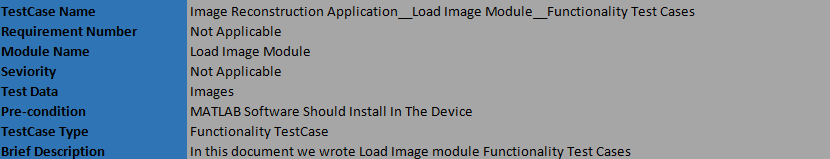 TestCase Name Image Reconstruction Application__Load Image Module__Functionality Test Cases
Requirement Number Not Applicable
Module Name Load Image Module
Seviority Not Applicable
Test Data Images
Pre-condition MATLAB Software Should Install In The Device
TestCase Type Functionality TestCase
Brief Description In this document we wrote Load Image module Functionality Test Cases